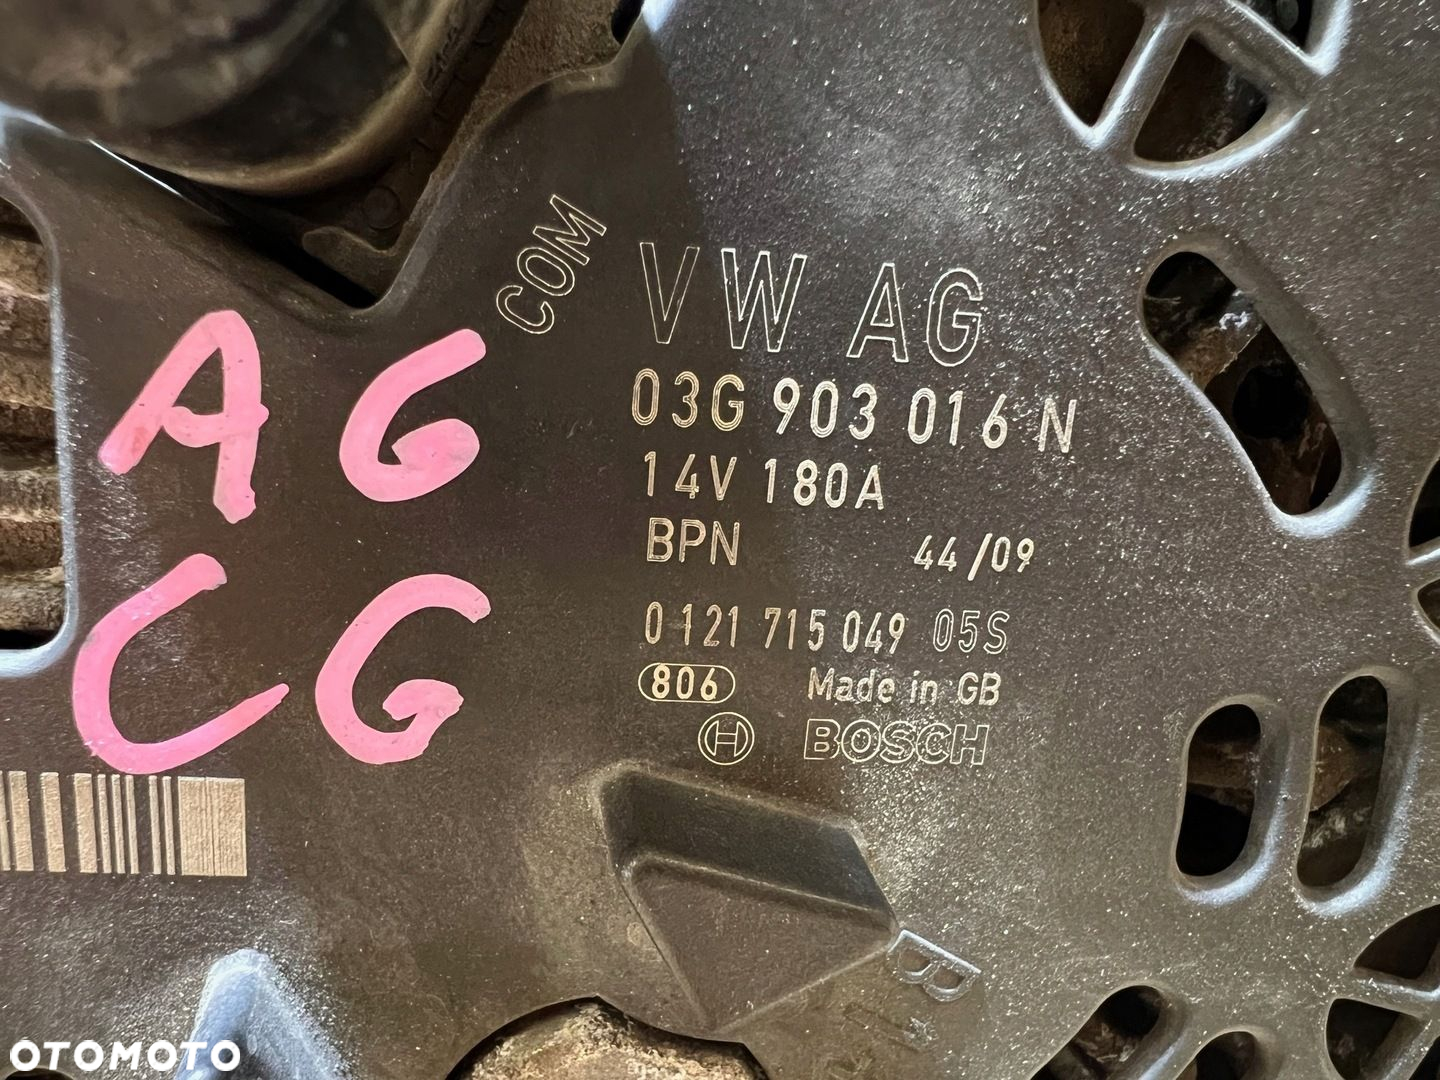 COM
VW AG
03G 903 016 N
14V 180A
BPN 44/09
0 121 715 049 05S
806 Made in GB
H BOSCH
AG
CG
B+
OTOMOTO